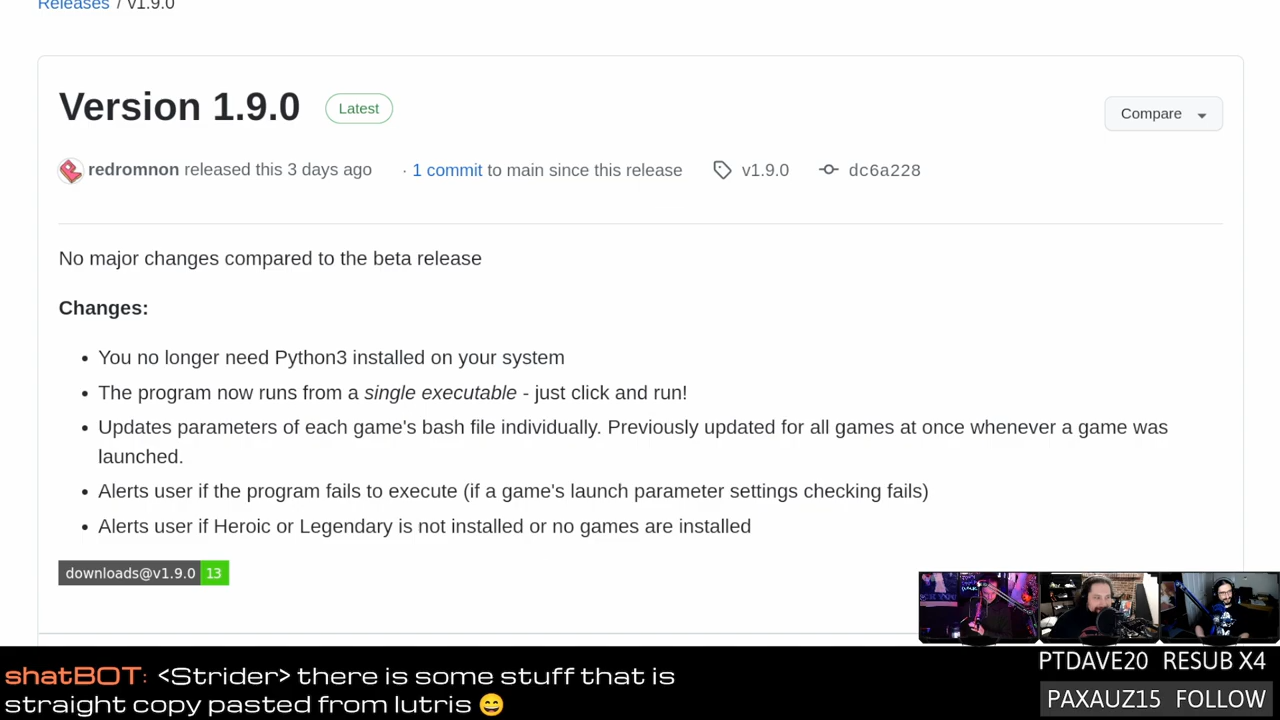 Releases / v1.9.0
Version 1.9.0 Latest
Compare
redromnon released this 3 days ago · 1 commit to main since this release v1.9.0 dc6a228
No major changes compared to the beta release
Changes:
• You no longer need Python3 installed on your system
• The program now runs from a single executable - just click and run!
• Updates parameters of each game's bash file individually. Previously updated for all games at once whenever a game was
launched.
• Alerts user if the program fails to execute (if a game's launch parameter settings checking fails)
• Alerts user if Heroic or Legendary is not installed or no games are installed
downloads@v1.9.0 13
shatBOT: <Strider> there is some stuff that is
straight copy pasted from lutris 😄
PTDAVE20 RESUB X4
PAXAUZ15 FOLLOW